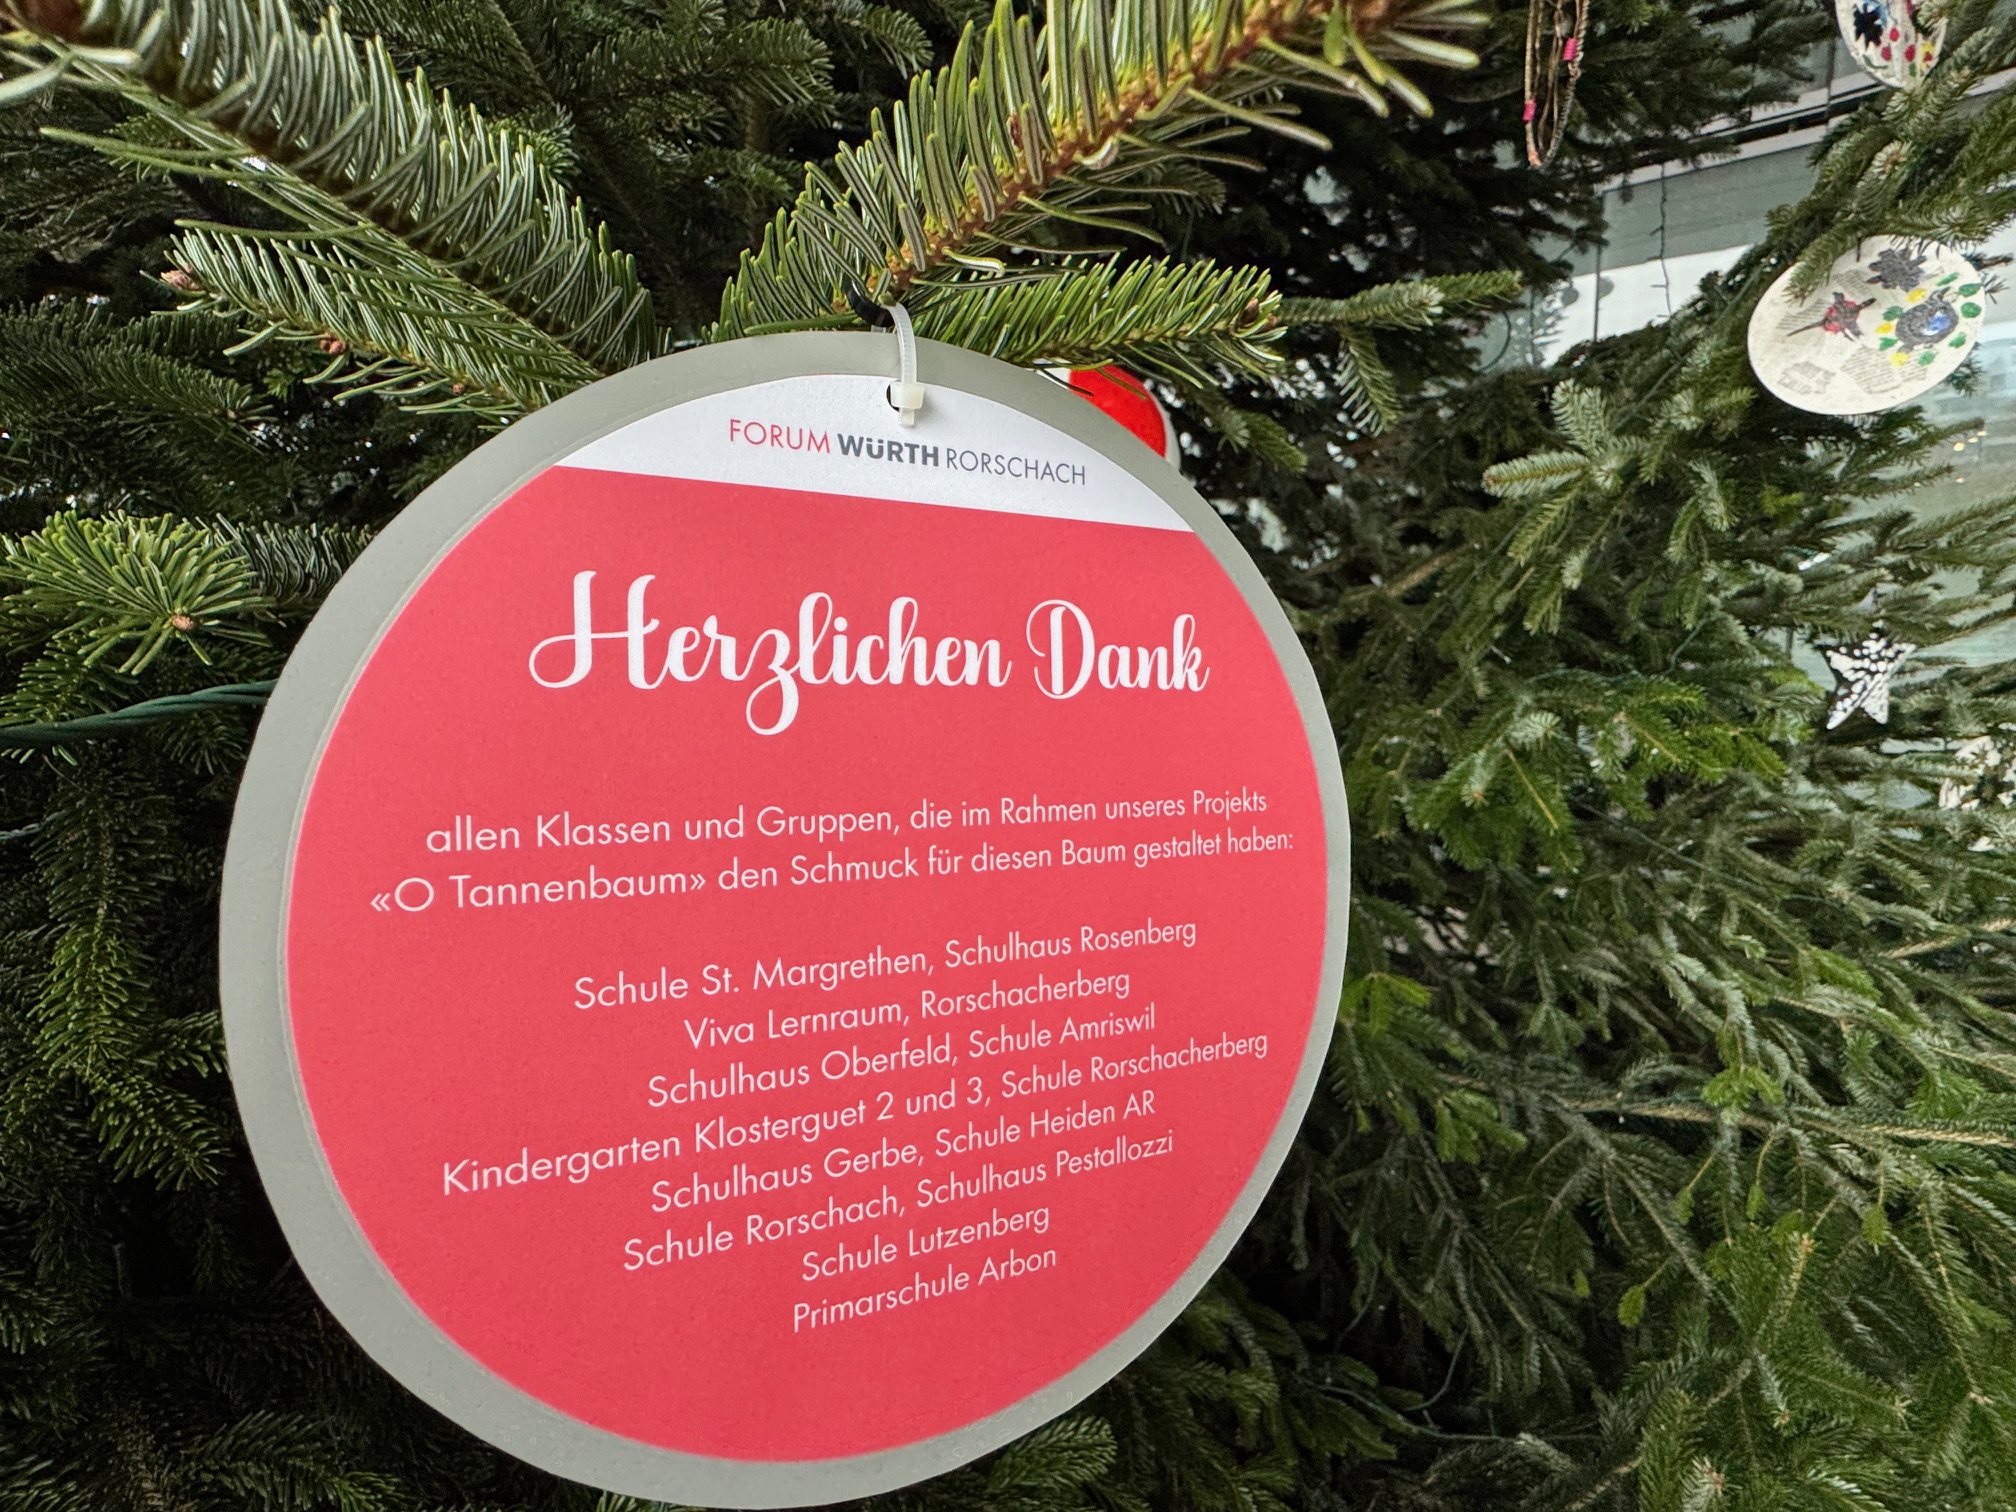 FORUM WÜRTH RORSCHACH
Herzlichen Dank
allen Klassen und Gruppen, die im Rahmen unseres Projekts
«O Tannenbaum» den Schmuck für diesen Baum gestaltet haben:
Schule St. Margrethen, Schulhaus Rosenberg
Viva Lernraum, Rorschacherberg
Schulhaus Oberfeld, Schule Amriswil
Kindergarten Klosterguet 2 und 3, Schule Rorschacherberg
Schulhaus Gerbe, Schule Heiden AR
Schule Rorschach, Schulhaus Pestallozzi
Schule Lutzenberg
Primarschule Arbon